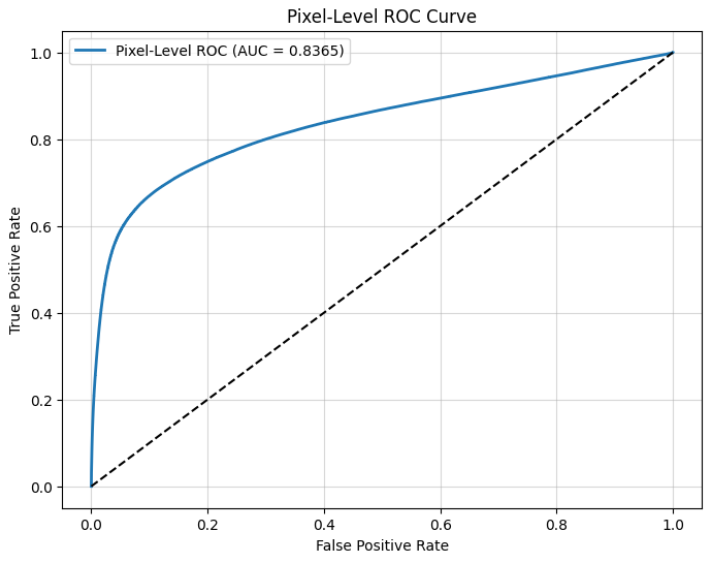 Pixel-Level ROC Curve
Pixel-Level ROC (AUC = 0.8365)
1.0
0.8
0.6
0.4
0.2
0.0
True Positive Rate
0.0 0.2 0.4 0.6 0.8 1.0
False Positive Rate